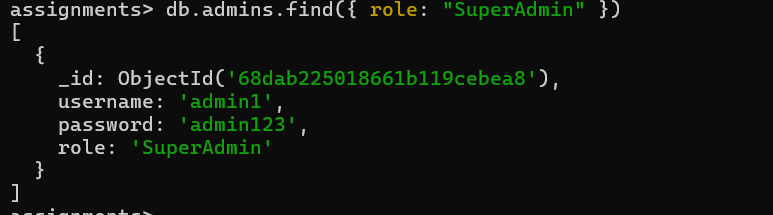 assignments> db.admins.find({ role: "SuperAdmin" })
[
  {
    _id: ObjectId('68dab225018661b119cebea8'),
    username: 'admin1',
    password: 'admin123',
    role: 'SuperAdmin'
  }
]
assignments>